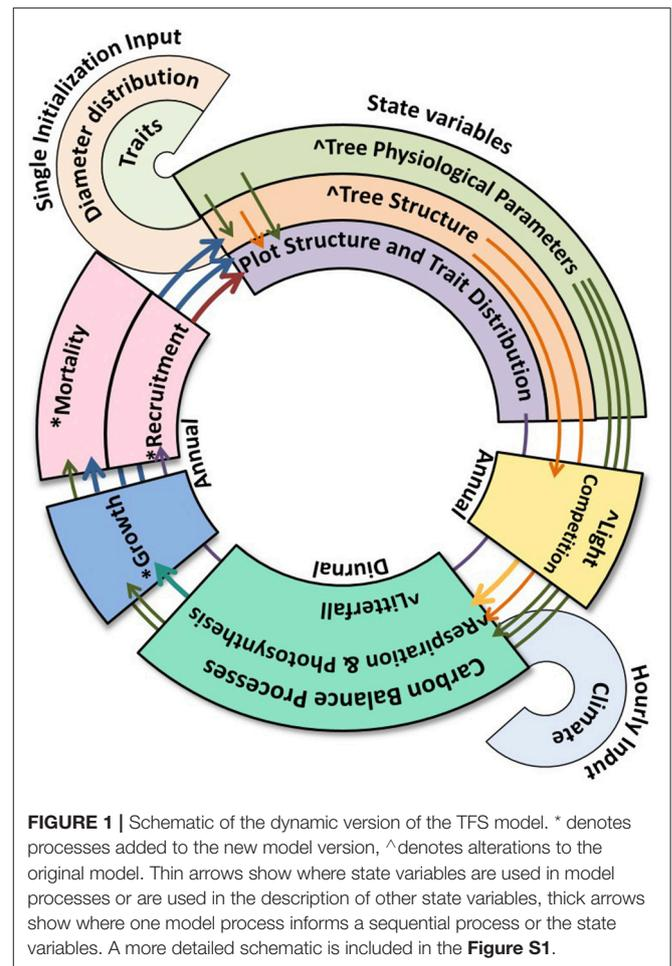 Single Initialization Input
Diameter distribution
Traits
State variables
^Tree Physiological Parameters
^Tree Structure
Plot Structure and Trait Distribution
*Mortality
*Recruitment
Annual
Annual
^Light
Competition
*Growth
Diurnal
^Litterfall
^Respiration & Photosynthesis
Carbon Balance Processes
Climate
Hourly Input
FIGURE 1 | Schematic of the dynamic version of the TFS model. * denotes
processes added to the new model version, ^denotes alterations to the
original model. Thin arrows show where state variables are used in model
processes or are used in the description of other state variables, thick arrows
show where one model process informs a sequential process or the state
variables. A more detailed schematic is included in the Figure S1.